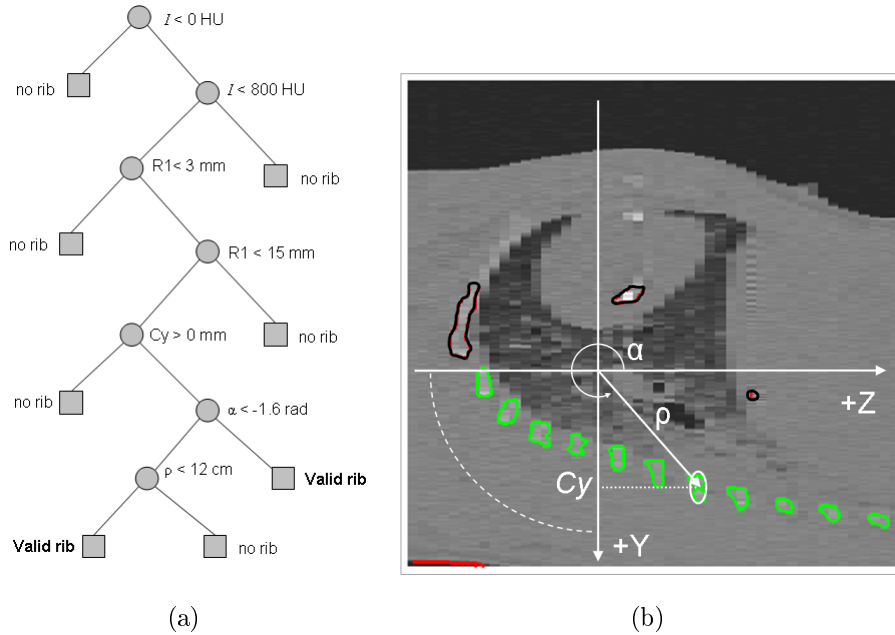 I < 0 HU
no rib
I < 800 HU
R1< 3 mm
no rib
no rib
R1 < 15 mm
Cy > 0 mm
no rib
no rib
α < -1.6 rad
ρ < 12 cm
Valid rib
Valid rib
no rib
(a)
α
+Z
ρ
Cy
+Y
(b)